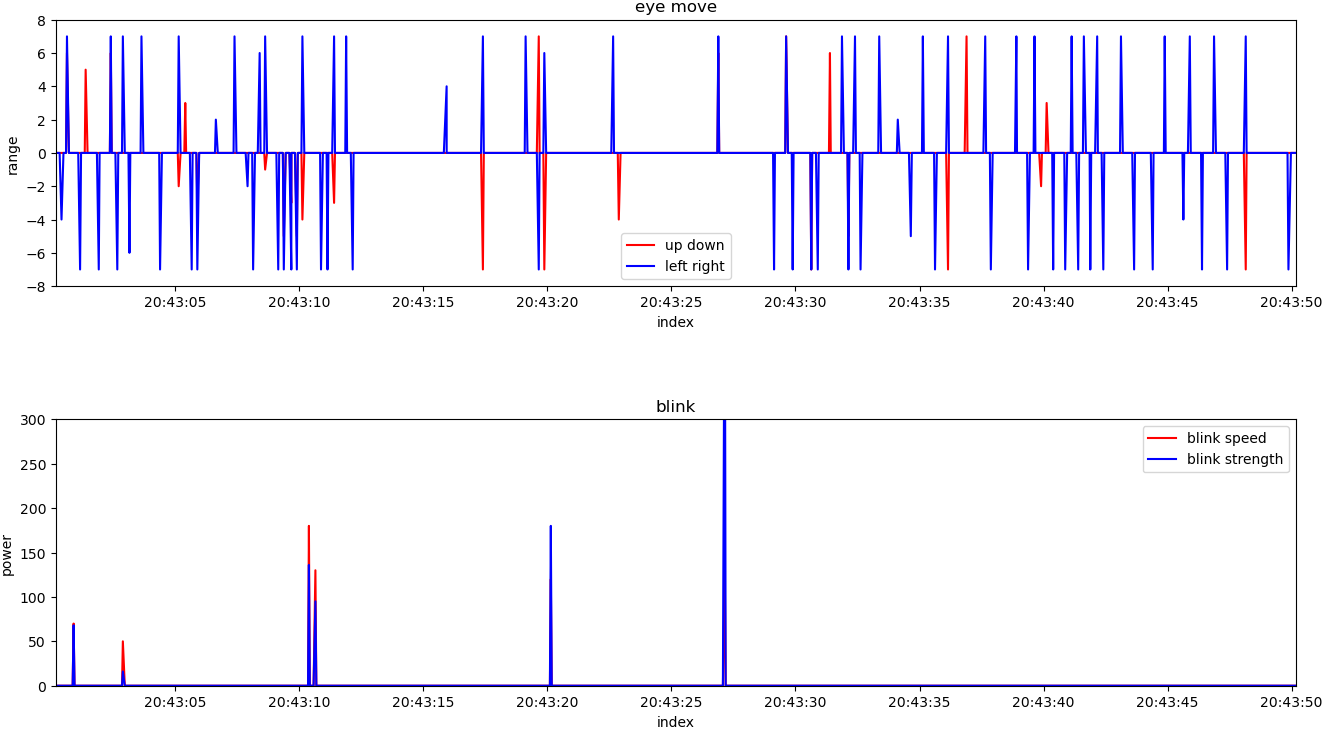 eye move
8
6
4
2
0
−2
−4
−6
−8
range
up down
left right
20:43:05 20:43:10 20:43:15 20:43:20 20:43:25 20:43:30 20:43:35 20:43:40 20:43:45 20:43:50
index
blink
300
250
200
150
100
50
0
power
blink speed
blink strength
20:43:05 20:43:10 20:43:15 20:43:20 20:43:25 20:43:30 20:43:35 20:43:40 20:43:45 20:43:50
index